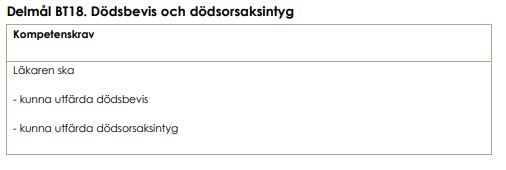 Delmål BT18. Dödsbevis och dödsorsaksintyg
Kompetenskrav
Läkaren ska
- kunna utfärda dödsbevis
- kunna utfärda dödsorsaksintyg